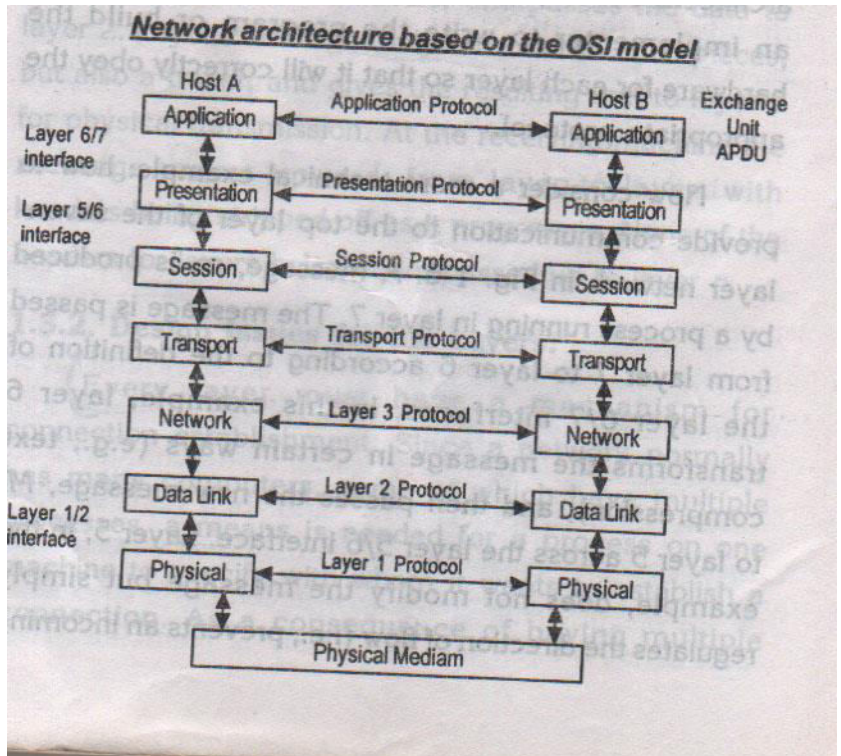 Network architecture based on the OSI model
Host A
Host B
Exchange
Unit
APDU
Application
Application Protocol
Application
Layer 6/7
interface
Presentation
Presentation Protocol
Presentation
Layer 5/6
interface
Session
Session Protocol
Session
Transport
Transport Protocol
Transport
Network
Layer 3 Protocol
Network
Data Link
Layer 2 Protocol
Data Link
Layer 1/2
interface
Physical
Layer 1 Protocol
Physical
Physical Mediam